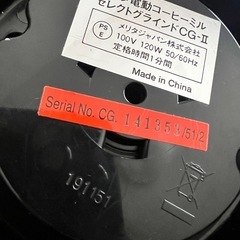 電動コーヒーミル
セレクトグラインドCG-Ⅱ
PS
E
メリタジャパン株式会社
100V 120W 50/60Hz
定格時間1分間
Made in China
Serial No. CG. 141353/512
191151